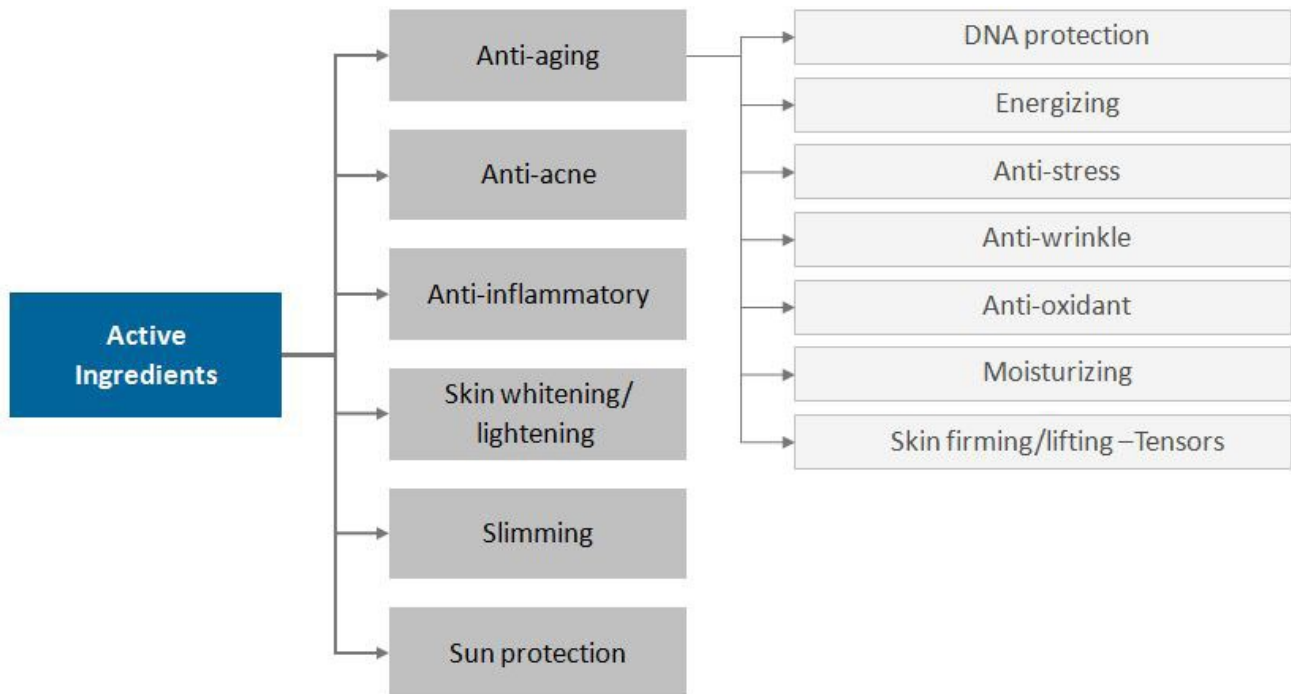 Active
Ingredients
Anti-aging
Anti-acne
Anti-inflammatory
Skin whitening/
lightening
Slimming
Sun protection
DNA protection
Energizing
Anti-stress
Anti-wrinkle
Anti-oxidant
Moisturizing
Skin firming/lifting –Tensors